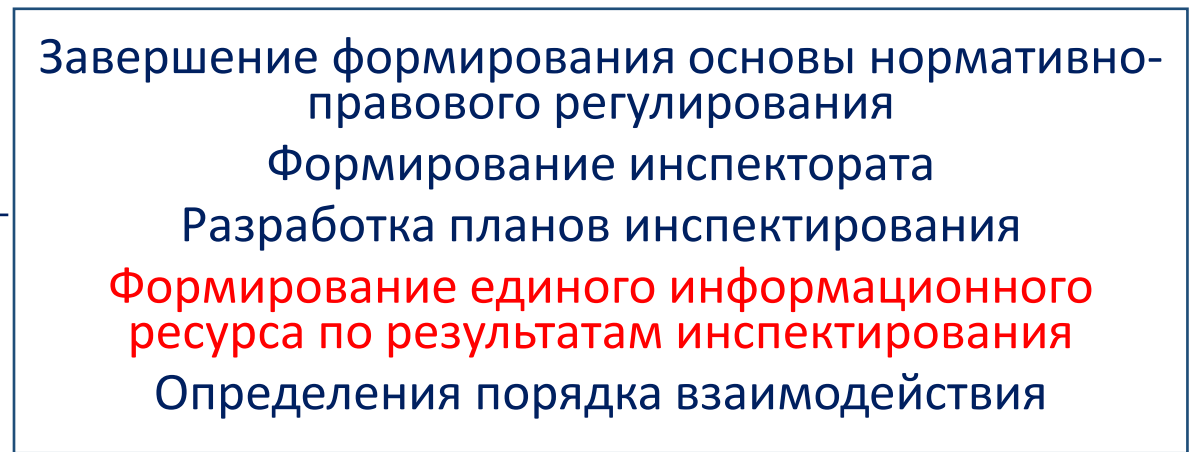 Завершение формирования основы нормативно-
правового регулирования
Формирование инспектората
Разработка планов инспектирования
Формирование единого информационного
ресурса по результатам инспектирования
Определения порядка взаимодействия